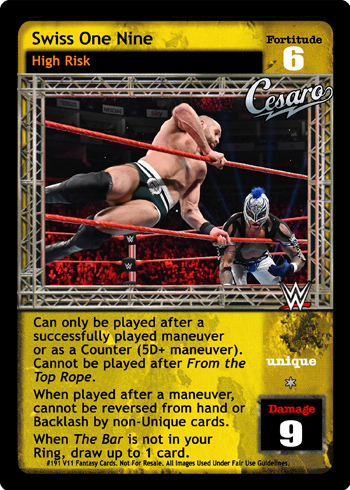 Swiss One Nine
Fortitude
6
High Risk
Cesaro
W
Can only be played after a
successfully played maneuver
or as a Counter (5D+ maneuver).
Cannot be played after From the
Top Rope.
unique
When played after a maneuver,
cannot be reversed from hand or
Backlash by non-Unique cards.
When The Bar is not in your
Ring, draw up to 1 card.
Damage
9
#191 V11 Fantasy Cards. Not For Resale. All Images Used Under Fair Use Guidelines.